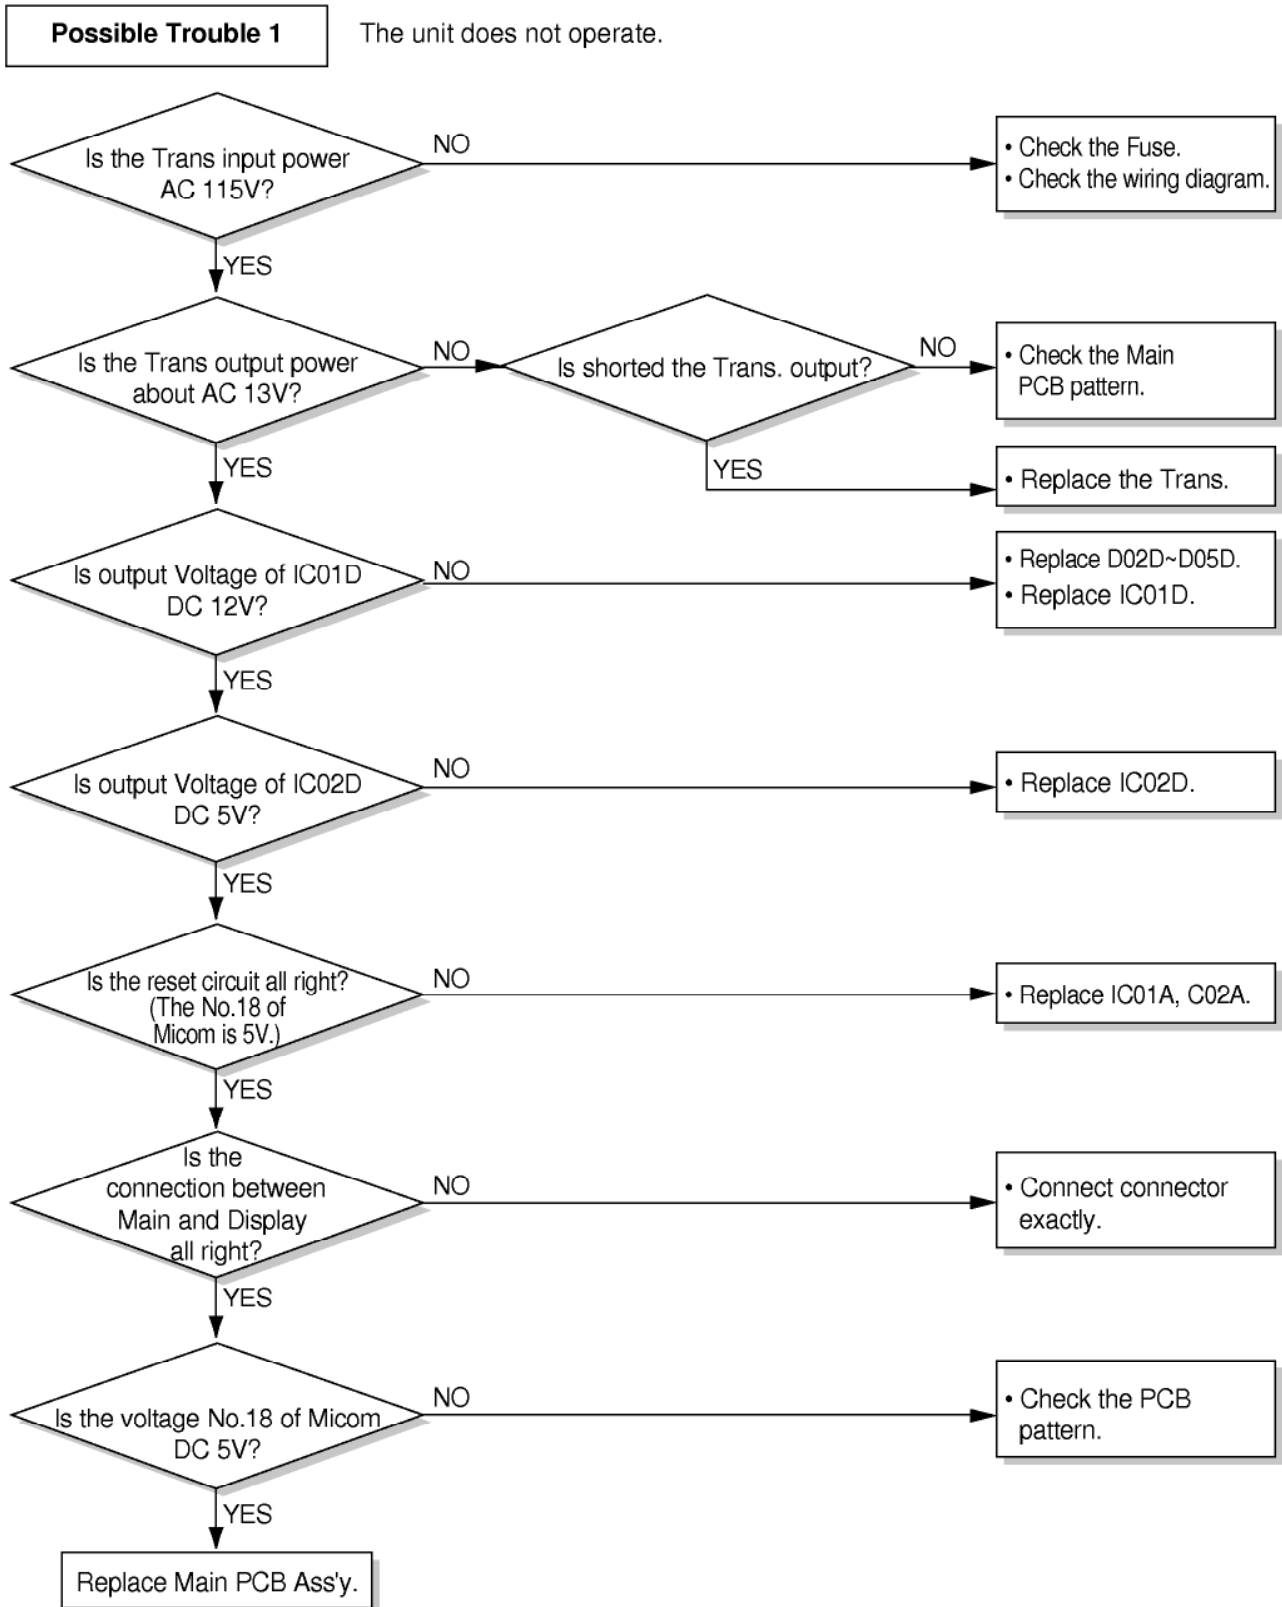 Possible Trouble 1
The unit does not operate.
Is the Trans input power
AC 115V?
NO
• Check the Fuse.
• Check the wiring diagram.
YES
Is the Trans output power
about AC 13V?
NO
Is shorted the Trans. output?
NO
• Check the Main
PCB pattern.
YES
• Replace the Trans.
YES
Is output Voltage of IC01D
DC 12V?
NO
• Replace D02D~D05D.
• Replace IC01D.
YES
Is output Voltage of IC02D
DC 5V?
NO
• Replace IC02D.
YES
Is the reset circuit all right?
(The No.18 of
Micom is 5V.)
NO
• Replace IC01A, C02A.
YES
Is the
connection between
Main and Display
all right?
NO
• Connect connector
exactly.
YES
Is the voltage No.18 of Micom
DC 5V?
NO
• Check the PCB
pattern.
YES
Replace Main PCB Ass'y.